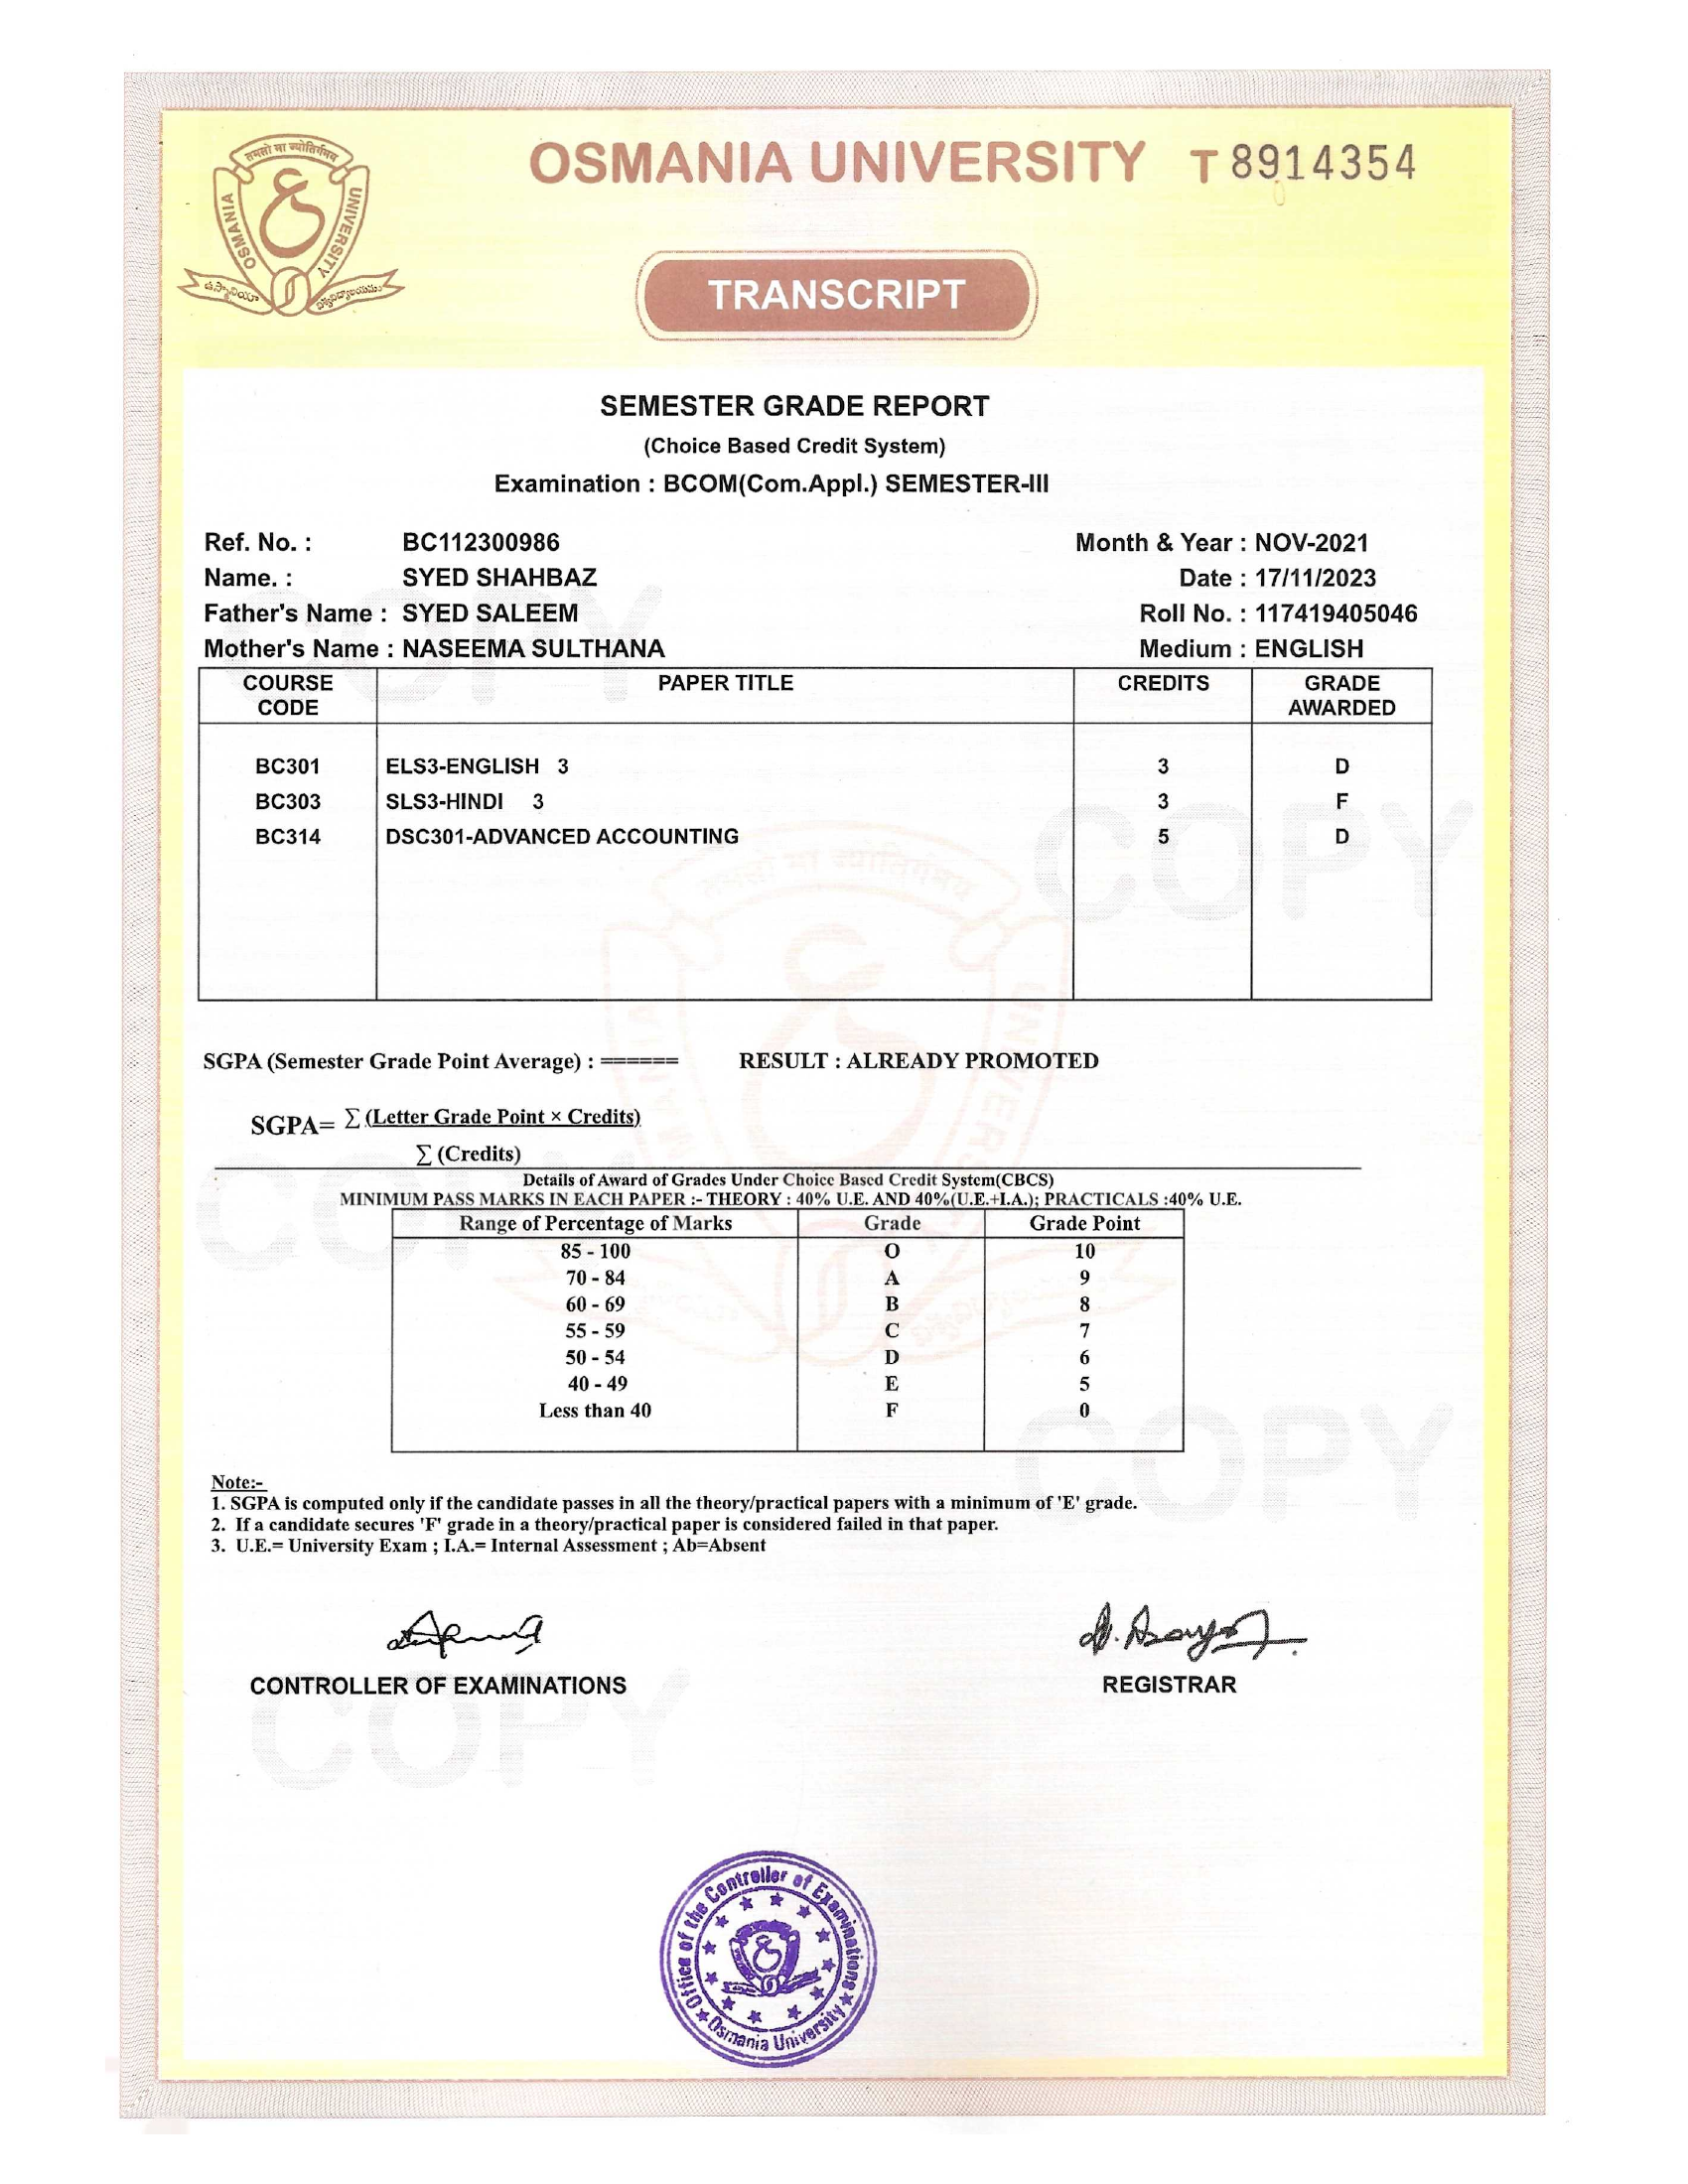 तमसो मा ज्योतिर्गमय
OSMANIA UNIVERSITY
OSMANIA UNIVERSITY T 8914354
TRANSCRIPT
SEMESTER GRADE REPORT
(Choice Based Credit System)
Examination : BCOM(Com.Appl.) SEMESTER-III
Ref. No. : BC112300986 Month & Year : NOV-2021
Name. : SYED SHAHBAZ Date : 17/11/2023
Father's Name : SYED SALEEM Roll No. : 117419405046
Mother's Name : NASEEMA SULTHANA Medium : ENGLISH
COURSE CODE PAPER TITLE CREDITS GRADE AWARDED
BC301 ELS3-ENGLISH 3 3 D
BC303 SLS3-HINDI 3 3 F
BC314 DSC301-ADVANCED ACCOUNTING 5 D
SGPA (Semester Grade Point Average) : ====== RESULT : ALREADY PROMOTED
SGPA= ∑ (Letter Grade Point × Credits)
∑ (Credits)
Details of Award of Grades Under Choice Based Credit System(CBCS)
MINIMUM PASS MARKS IN EACH PAPER :- THEORY : 40% U.E. AND 40%(U.E.+I.A.); PRACTICALS :40% U.E.
Range of Percentage of Marks Grade Grade Point
85 - 100 O 10
70 - 84 A 9
60 - 69 B 8
55 - 59 C 7
50 - 54 D 6
40 - 49 E 5
Less than 40 F 0
Note:-
1. SGPA is computed only if the candidate passes in all the theory/practical papers with a minimum of 'E' grade.
2. If a candidate secures 'F' grade in a theory/practical paper is considered failed in that paper.
3. U.E.= University Exam ; I.A.= Internal Assessment ; Ab=Absent
CONTROLLER OF EXAMINATIONS REGISTRAR
COPY
COPY
COPY
COPY
COPY
Office of the Controller of Examinations
Osmania University